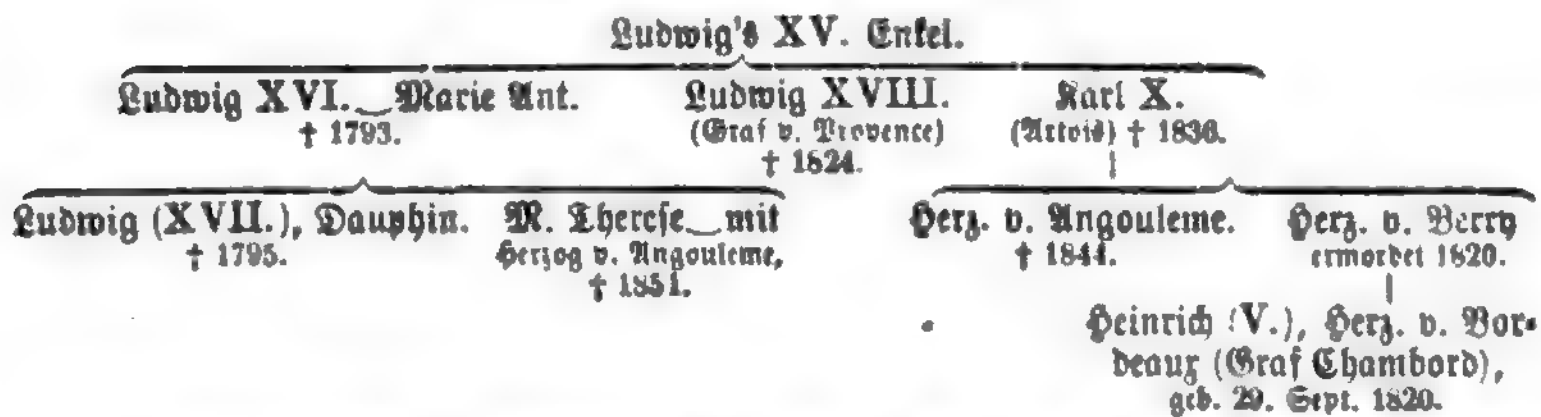 Ludwig's XV. Enkel.
Ludwig XVI. ‿ Marie Ant. Ludwig XVIII. Karl X.
† 1793. (Graf v. Provence) (Artois) † 1836.
† 1824.
Ludwig (XVII.), Dauphin. M. Therese ‿ mit Herz. v. Angouleme. Herz. v. Berry
† 1795. Herzog v. Angouleme, † 1844. ermordet 1820.
† 1851.
Heinrich (V.), Herz. v. Bor-
deaux (Graf Chambord),
geb. 29. Sept. 1820.